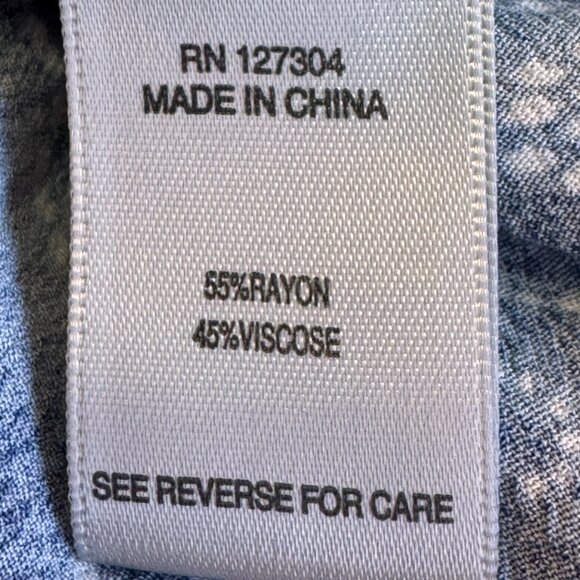 RN 127304
MADE IN CHINA
55%RAYON
45%VISCOSE
SEE REVERSE FOR CARE